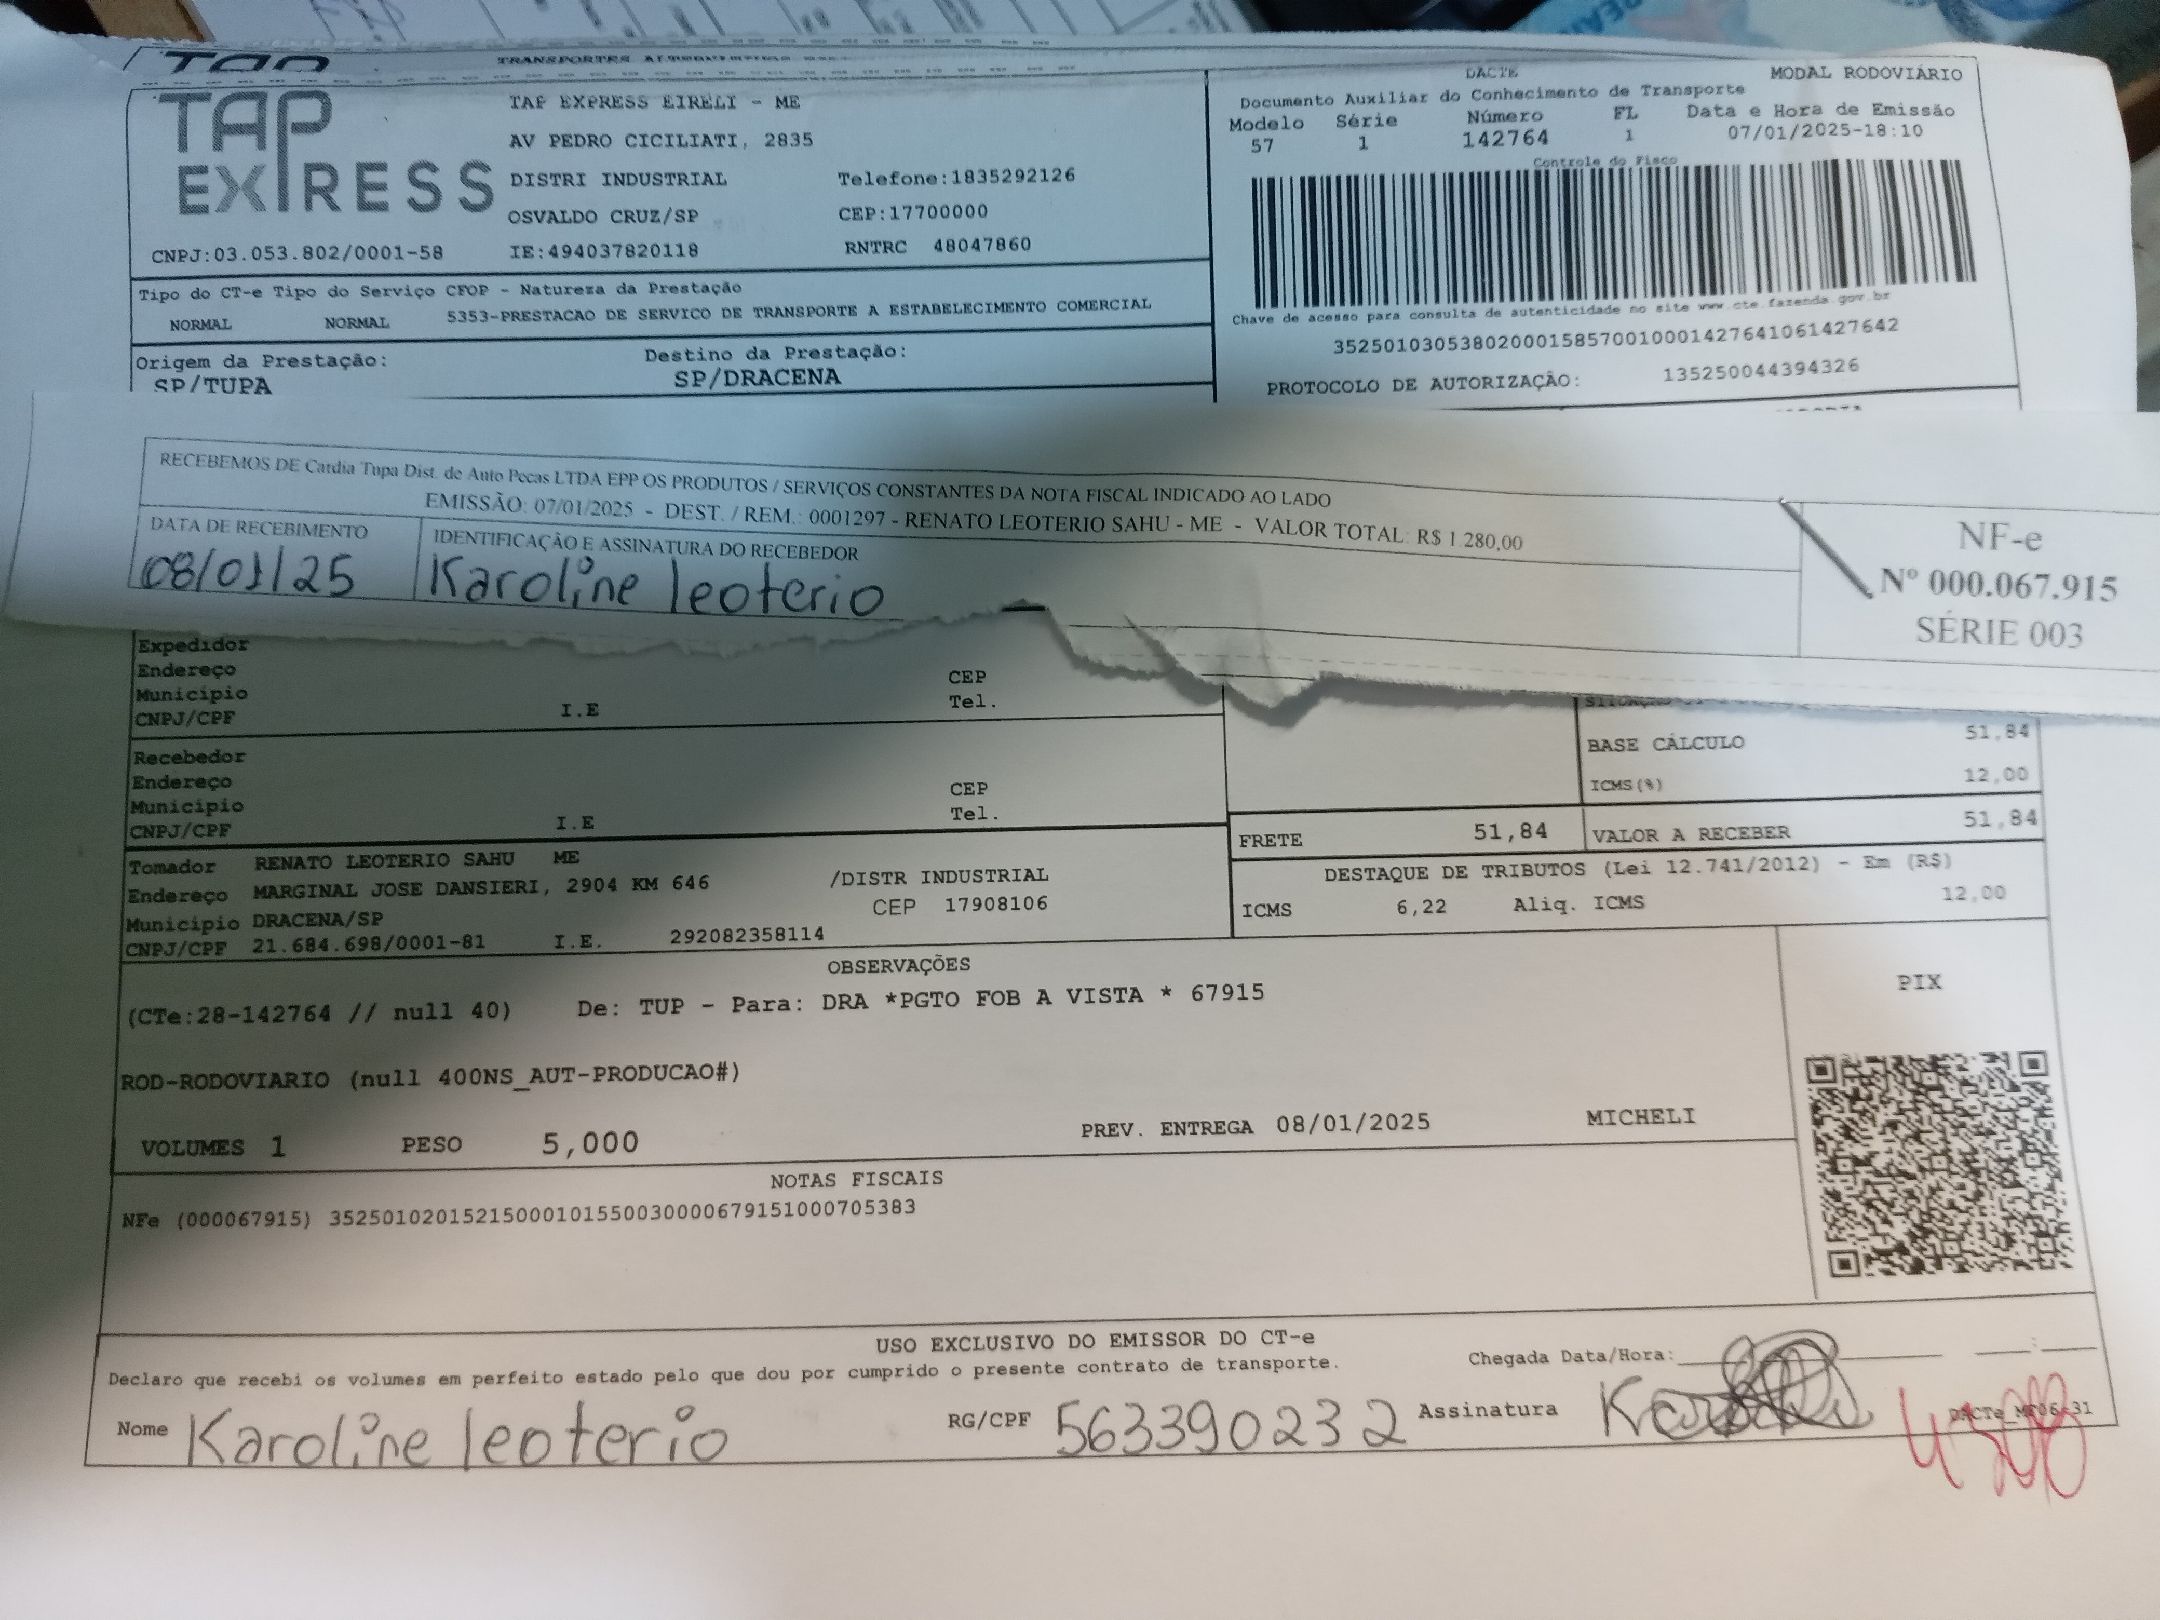 TRANSPORTES
TAP EXPRESS
TAP EXPRESS EIRELI - ME
AV PEDRO CICILIATI, 2835
DISTRI INDUSTRIAL Telefone:1835292126
OSVALDO CRUZ/SP CEP:17700000
CNPJ:03.053.802/0001-58 IE:494037820118 RNTRC 48047860
DACTE MODAL RODOVIÁRIO
Documento Auxiliar do Conhecimento de Transporte
Modelo Série Número FL Data e Hora de Emissão
57 1 142764 1 07/01/2025-18:10
Controle do Fisco
Chave de acesso para consulta de autenticidade no site www.cte.fazenda.gov.br
35250103053802000158570010001427641061427642
PROTOCOLO DE AUTORIZAÇÃO: 135250044394326
Tipo do CT-e Tipo do Serviço CFOP - Natureza da Prestação
NORMAL NORMAL 5353-PRESTACAO DE SERVICO DE TRANSPORTE A ESTABELECIMENTO COMERCIAL
Origem da Prestação: Destino da Prestação:
SP/TUPA SP/DRACENA
RECEBEMOS DE Cardia Tupa Dist. de Auto Pecas LTDA EPP OS PRODUTOS / SERVIÇOS CONSTANTES DA NOTA FISCAL INDICADO AO LADO
EMISSÃO: 07/01/2025 - DEST. / REM.: 0001297 - RENATO LEOTERIO SAHU - ME - VALOR TOTAL: R$ 1.280,00
DATA DE RECEBIMENTO IDENTIFICAÇÃO E ASSINATURA DO RECEBEDOR
08/01/25 Karoline leoterio
NF-e
Nº 000.067.915
SÉRIE 003
Expedidor
Endereço CEP
Município Tel.
CNPJ/CPF I.E
Recebedor
Endereço CEP
Município Tel.
CNPJ/CPF I.E
BASE CÁLCULO 51,84
ICMS(%) 12,00
FRETE 51,84 VALOR A RECEBER 51,84
Tomador RENATO LEOTERIO SAHU ME
Endereço MARGINAL JOSE DANSIERI, 2904 KM 646 /DISTR INDUSTRIAL
Município DRACENA/SP CEP 17908106
CNPJ/CPF 21.684.698/0001-81 I.E. 292082358114
DESTAQUE DE TRIBUTOS (Lei 12.741/2012) - Em (R$)
ICMS 6,22 Aliq. ICMS 12,00
OBSERVAÇÕES
(CTe:28-142764 // null 40) De: TUP - Para: DRA *PGTO FOB A VISTA * 67915
ROD-RODOVIARIO (null 400NS_AUT-PRODUCAO#)
VOLUMES 1 PESO 5,000 PREV. ENTREGA 08/01/2025 MICHELI
PIX
NOTAS FISCAIS
NFe (000067915) 35250102015215000101550030000679151000705383
USO EXCLUSIVO DO EMISSOR DO CT-e
Declaro que recebi os volumes em perfeito estado pelo que dou por cumprido o presente contrato de transporte.
Chegada Data/Hora:
Nome Karoline leoterio RG/CPF 563390232 Assinatura